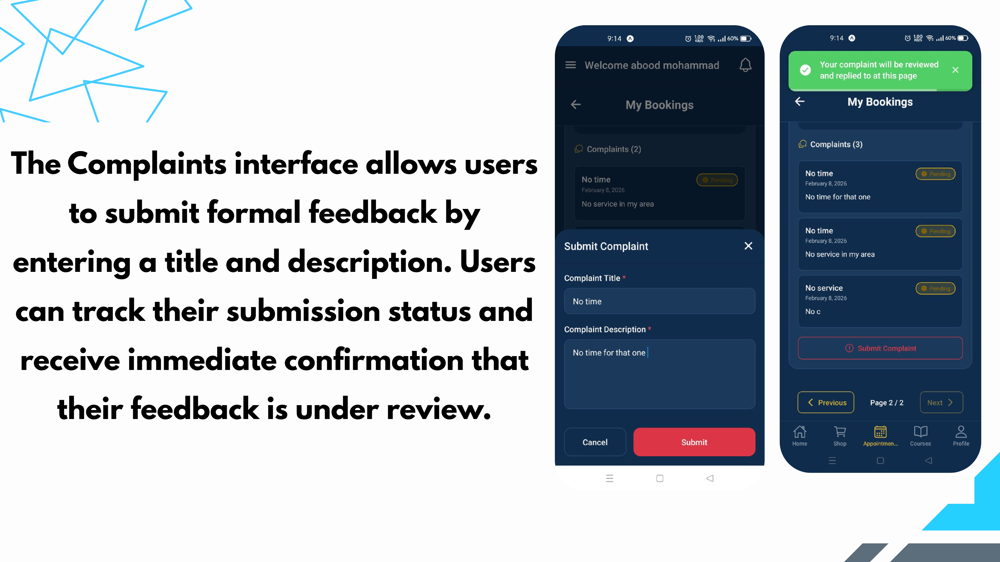 The Complaints interface allows users
to submit formal feedback by
entering a title and description. Users
can track their submission status and
receive immediate confirmation that
their feedback is under review.
9:14
1.00
KB/S
60%
Welcome abood mohammad
My Bookings
Complaints (2)
No time
Pending
February 8, 2026
No service in my area
Submit Complaint
Complaint Title *
No time
Complaint Description *
No time for that one
Cancel
Submit
9:14
1.00
KB/S
60%
Your complaint will be reviewed
and replied to at this page
My Bookings
Complaints (3)
No time
Pending
February 8, 2026
No time for that one
No time
Pending
February 8, 2026
No service in my area
No service
Pending
February 8, 2026
No c
Submit Complaint
Previous
Page 2 / 2
Next
Home
Shop
Appointmen...
Courses
Profile